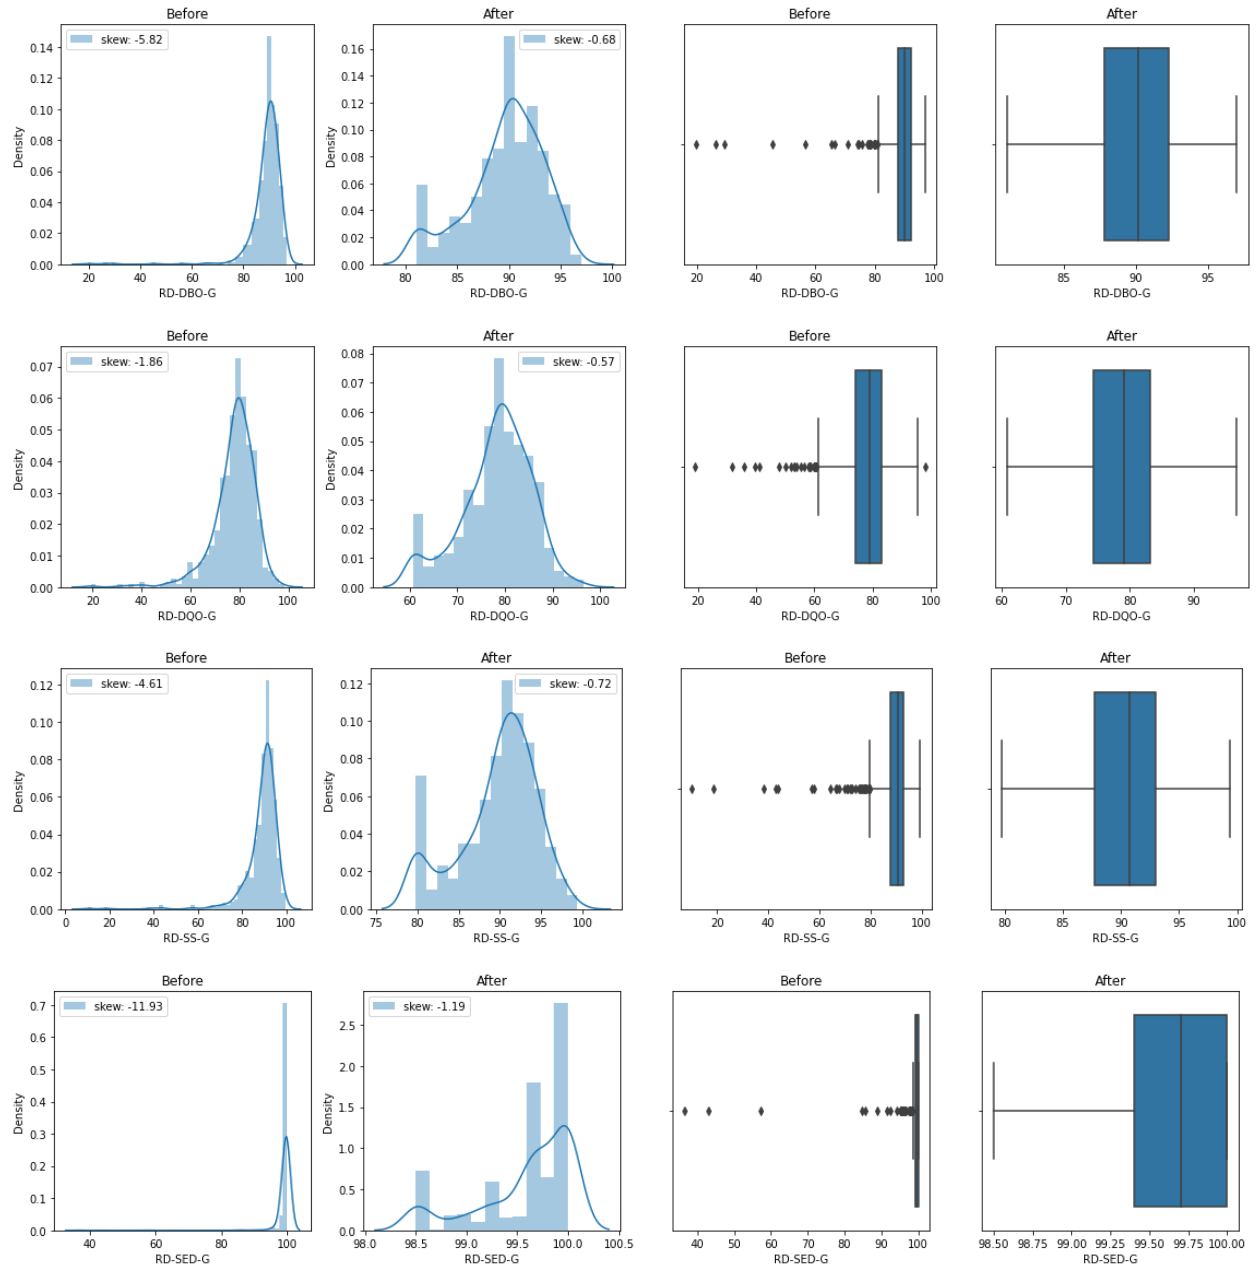 Before After Before After
skew: -5.82
skew: -0.68
Density
0.14
0.12
0.10
0.08
0.06
0.04
0.02
0.00
20 40 60 80 100
RD-DBO-G
Density
0.16
0.14
0.12
0.10
0.08
0.06
0.04
0.02
0.00
80 85 90 95 100
RD-DBO-G
20 40 60 80 100
RD-DBO-G
85 90 95
RD-DBO-G
Before After Before After
skew: -1.86
skew: -0.57
Density
0.07
0.06
0.05
0.04
0.03
0.02
0.01
0.00
20 40 60 80 100
RD-DQO-G
Density
0.08
0.07
0.06
0.05
0.04
0.03
0.02
0.01
0.00
60 70 80 90 100
RD-DQO-G
20 40 60 80 100
RD-DQO-G
60 70 80 90
RD-DQO-G
Before After Before After
skew: -4.61
skew: -0.72
Density
0.12
0.10
0.08
0.06
0.04
0.02
0.00
0 20 40 60 80 100
RD-SS-G
Density
0.12
0.10
0.08
0.06
0.04
0.02
0.00
75 80 85 90 95 100
RD-SS-G
20 40 60 80 100
RD-SS-G
80 85 90 95 100
RD-SS-G
Before After Before After
skew: -11.93
skew: -1.19
Density
0.7
0.6
0.5
0.4
0.3
0.2
0.1
0.0
40 60 80 100
RD-SED-G
Density
2.5
2.0
1.5
1.0
0.5
0.0
98.0 98.5 99.0 99.5 100.0 100.5
RD-SED-G
40 50 60 70 80 90 100
RD-SED-G
98.50 98.75 99.00 99.25 99.50 99.75 100.00
RD-SED-G